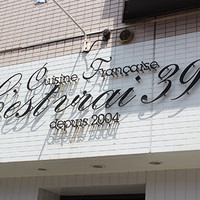 Cuisine Française
C'est vrai 39
depuis 2004